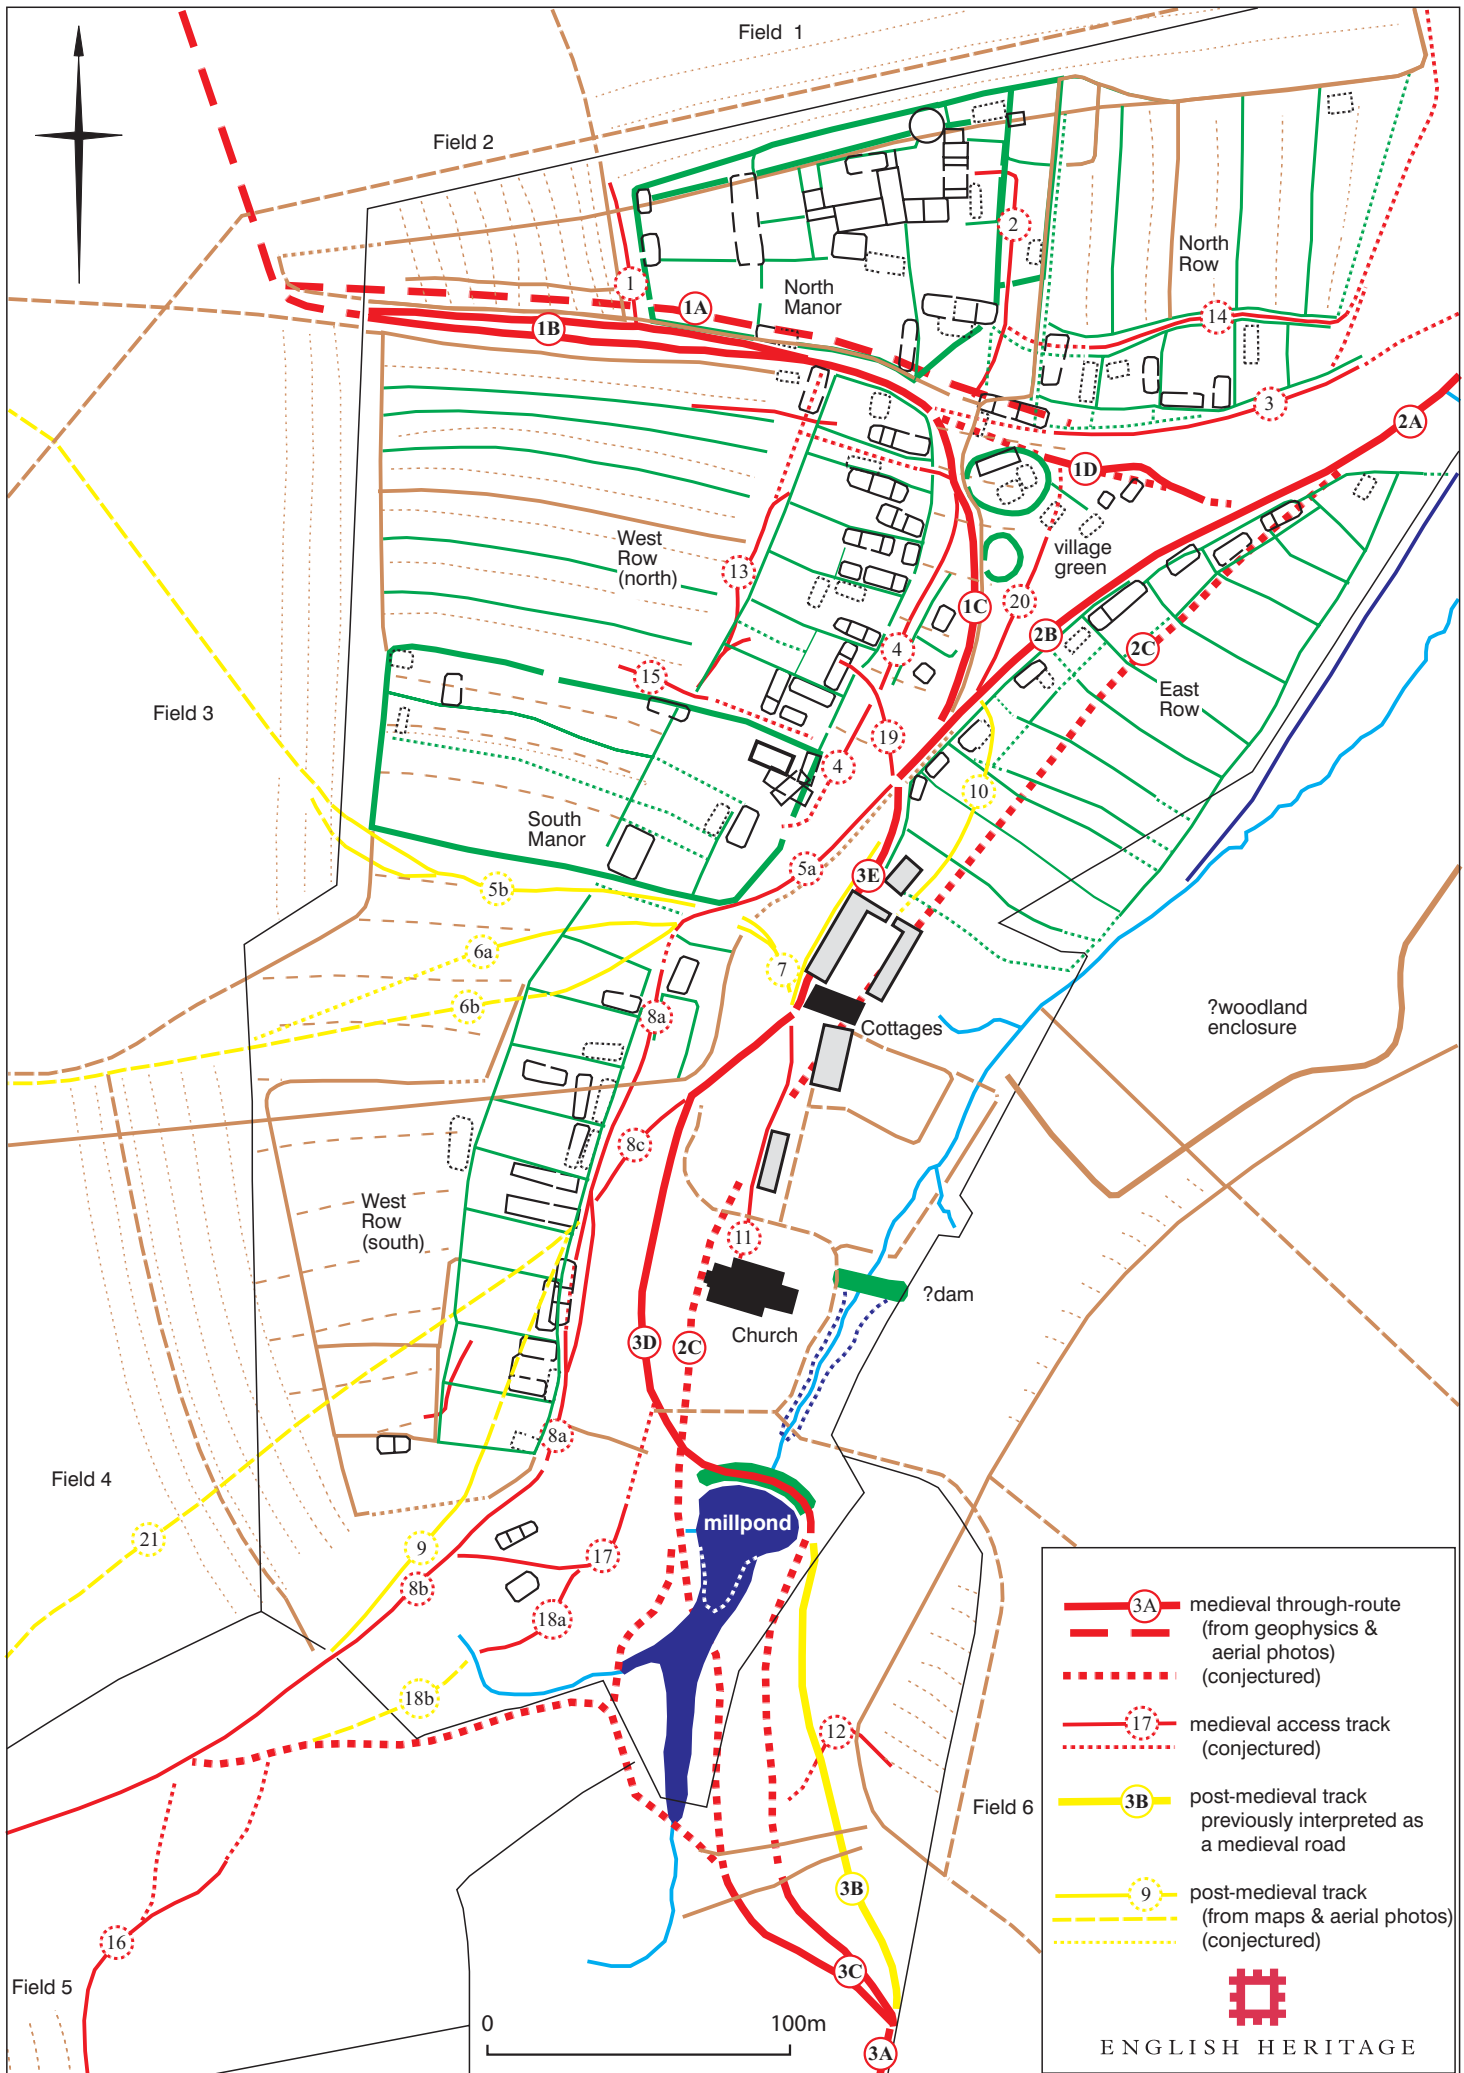 Field 1
Field 2
2
North
Row
1
North
Manor
1A
14
1B
3
2A
1D
West
Row
(north)
village
green
13
20
1C
2B
4
2C
15
East
Row
Field 3
19
4
10
South
Manor
5a
3E
5b
6a
7
6b
?woodland
enclosure
8a
Cottages
8c
West
Row
(south)
11
?dam
Church
3D
2C
8a
Field 4
millpond
21
9
17
8b
18a
18b
12
Field 6
3B
16
3C
Field 5
0
100m
3A
3A
medieval through-route
(from geophysics &
aerial photos)
(conjectured)
17
medieval access track
(conjectured)
3B
post-medieval track
previously interpreted as
a medieval road
9
post-medieval track
(from maps & aerial photos)
(conjectured)
ENGLISH HERITAGE